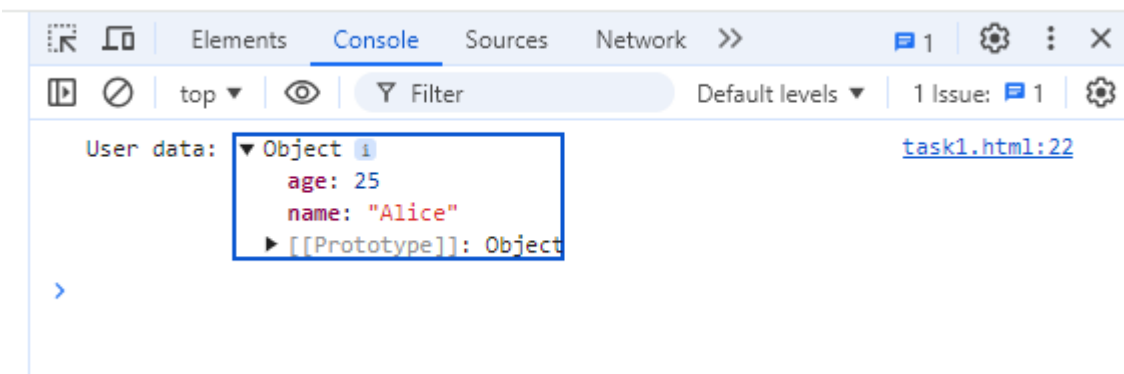 Elements Console Sources Network 1
top Filter Default levels 1 Issue: 1
User data: Object i task1.html:22
age: 25
name: "Alice"
[[Prototype]]: Object